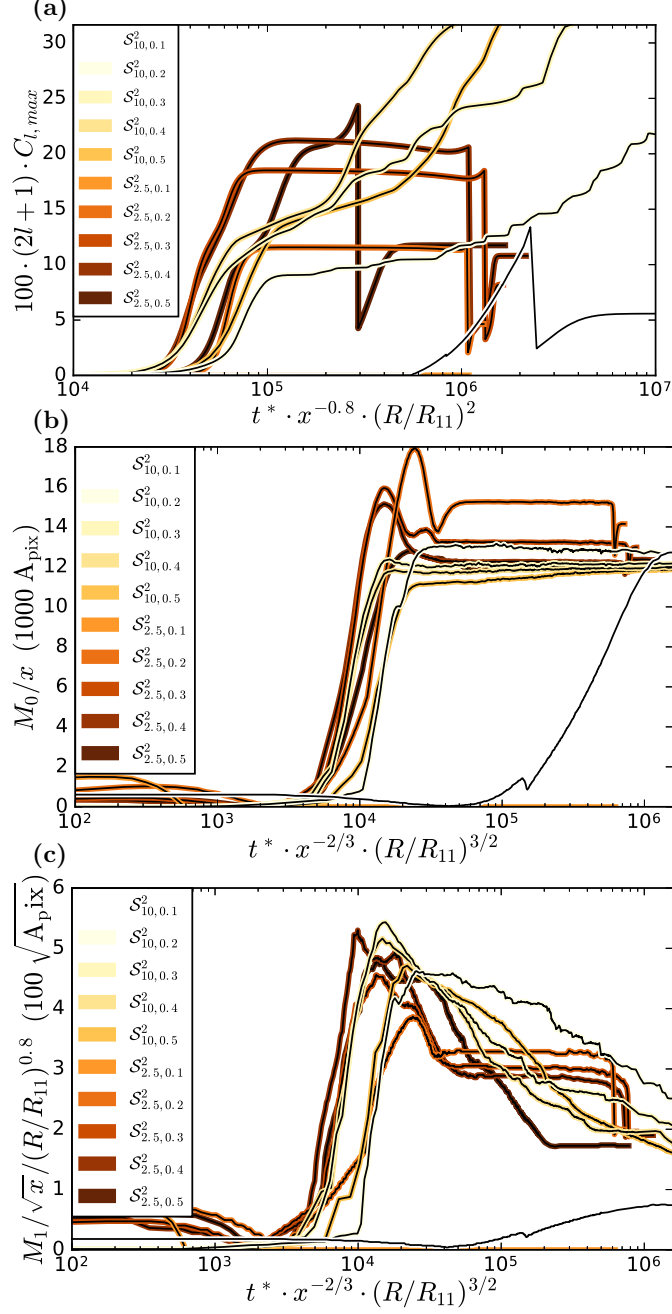 (a)
100 · (2l + 1) · C_{l,max}
30
25
20
15
10
5
0
S^2_{10,0.1}
S^2_{10,0.2}
S^2_{10,0.3}
S^2_{10,0.4}
S^2_{10,0.5}
S^2_{2.5,0.1}
S^2_{2.5,0.2}
S^2_{2.5,0.3}
S^2_{2.5,0.4}
S^2_{2.5,0.5}
10^4 10^5 10^6 10^7
t* · x^{-0.8} · (R/R_{11})^2
(b)
M_0/x (1000 A_{pix})
18
16
14
12
10
8
6
4
2
0
S^2_{10,0.1}
S^2_{10,0.2}
S^2_{10,0.3}
S^2_{10,0.4}
S^2_{10,0.5}
S^2_{2.5,0.1}
S^2_{2.5,0.2}
S^2_{2.5,0.3}
S^2_{2.5,0.4}
S^2_{2.5,0.5}
10^2 10^3 10^4 10^5 10^6
t* · x^{-2/3} · (R/R_{11})^{3/2}
(c)
M_1/√x/(R/R_{11})^{0.8} (100 √A_pix)
6
5
4
3
2
1
0
S^2_{10,0.1}
S^2_{10,0.2}
S^2_{10,0.3}
S^2_{10,0.4}
S^2_{10,0.5}
S^2_{2.5,0.1}
S^2_{2.5,0.2}
S^2_{2.5,0.3}
S^2_{2.5,0.4}
S^2_{2.5,0.5}
10^2 10^3 10^4 10^5 10^6
t* · x^{-2/3} · (R/R_{11})^{3/2}